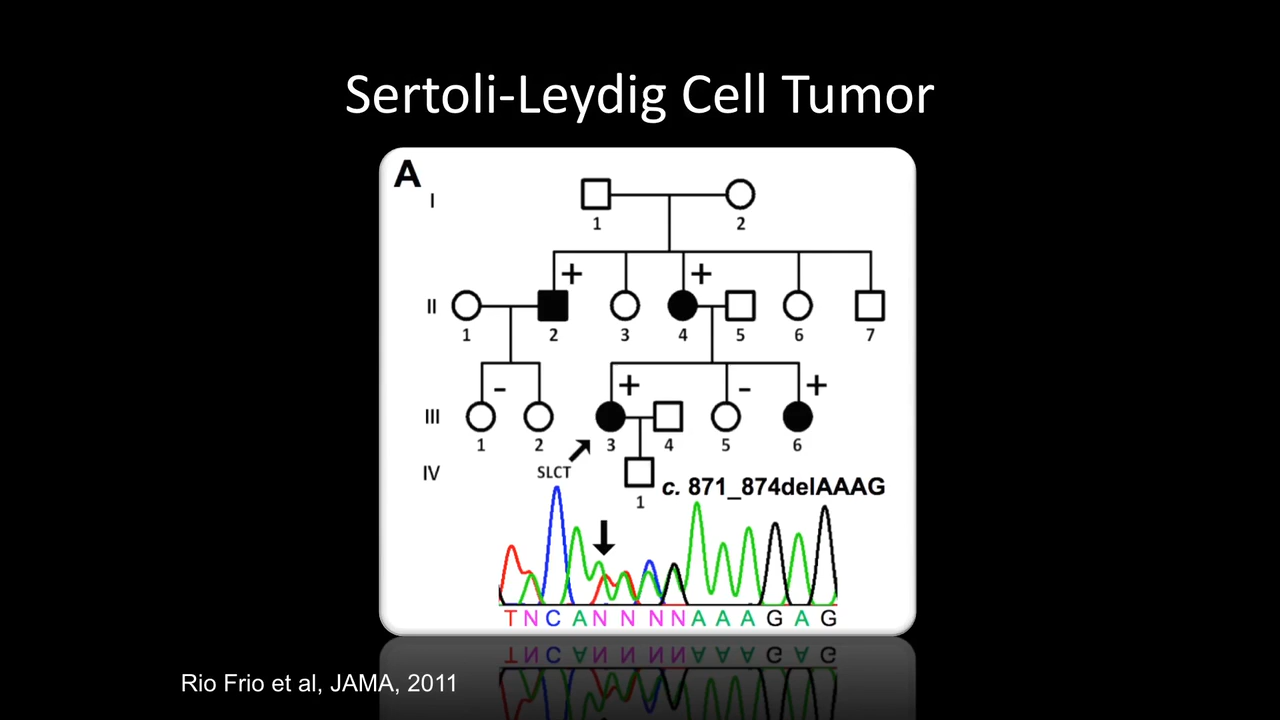 Sertoli-Leydig Cell Tumor
A
I
1 2
+ +
II
1 2 3 4 5 6 7
- + - +
III
1 2 3 4 5 6
SLCT
IV
1
c. 871_874delAAAG
TNCANNNNAAAGAG
Rio Frio et al, JAMA, 2011